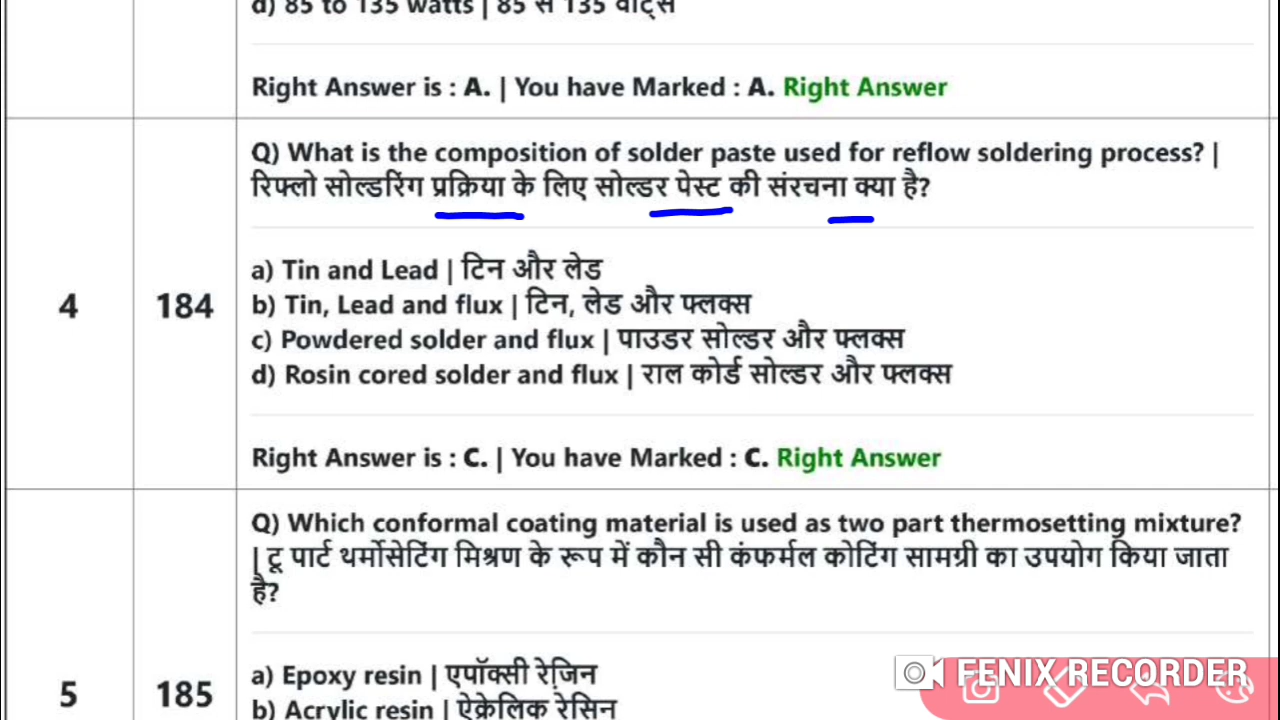 d) 85 to 135 watts | 85 से 135 वाट्स
Right Answer is : A. | You have Marked : A. Right Answer
4
184
Q) What is the composition of solder paste used for reflow soldering process? |
रिफ्लो सोल्डरिंग प्रक्रिया के लिए सोल्डर पेस्ट की संरचना क्या है?
a) Tin and Lead | टिन और लेड
b) Tin, Lead and flux | टिन, लेड और फ्लक्स
c) Powdered solder and flux | पाउडर सोल्डर और फ्लक्स
d) Rosin cored solder and flux | राल कोर्ड सोल्डर और फ्लक्स
Right Answer is : C. | You have Marked : C. Right Answer
5
185
Q) Which conformal coating material is used as two part thermosetting mixture?
| टू पार्ट थर्मोसेटिंग मिश्रण के रूप में कौन सी कंफर्मल कोटिंग सामग्री का उपयोग किया जाता
है?
a) Epoxy resin | एपॉक्सी रेज़िन
b) Acrylic resin | ऐक्रेलिक रेसिन
FENIX RECORDER